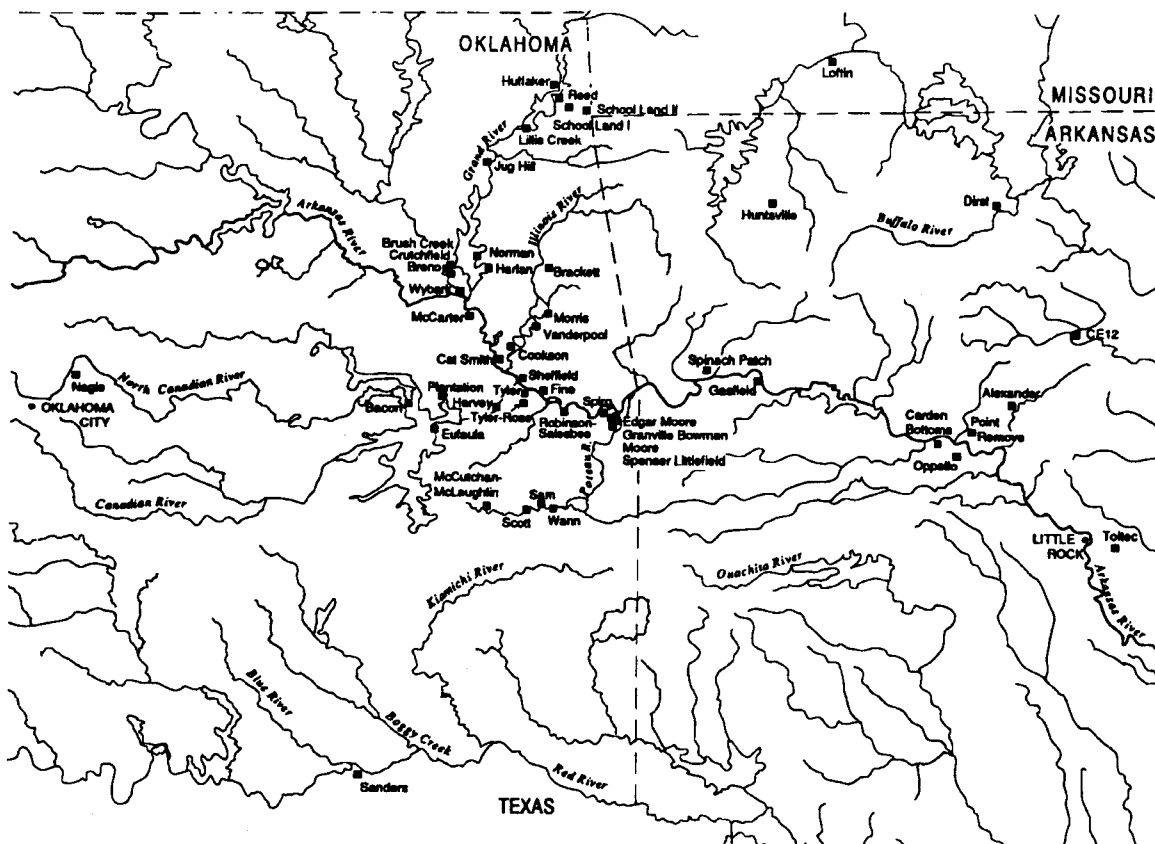 OKLAHOMA
Huflaker
Reed
School Land II
School Land I
Lillie Creek
Grand River
Jug Hill
Loftin
MISSOURI
ARKANSAS
Huntsville
Dirst
Buffalo River
Arkansas River
Illinois River
Brush Creek
Crutchfield
Breno
Norman
Harlan
Brackett
Wybark
McCarter
Morris
Vanderpool
Cookson
Cat Smith
CE12
Nagle
North Canadian River
OKLAHOMA
CITY
Bacon
Plantation
Harvey
Eufaula
Sheffield
Tyler
Fine
Tyler-Rose
Robinson-
Solesbee
Spiro
Edgar Moore
Granville Bowman
Moore
Spenser Littlefield
Spinach Patch
Gasfield
Alexander
Carden
Bottoms
Point
Remove
Oppello
McCutchan-
McLaughlin
Sam
Scott
Wann
Poteau R.
Canadian River
LITTLE
ROCK
Toltec
Arkansas River
Kiamichi River
Ouachita River
Blue River
Boggy Creek
Sanders
Red River
TEXAS